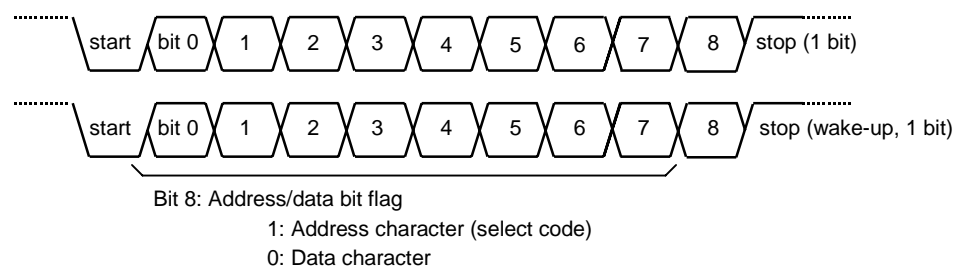 start bit 0 1 2 3 4 5 6 7 8 stop (1 bit)
start bit 0 1 2 3 4 5 6 7 8 stop (wake-up, 1 bit)
Bit 8: Address/data bit flag
1: Address character (select code)
0: Data character